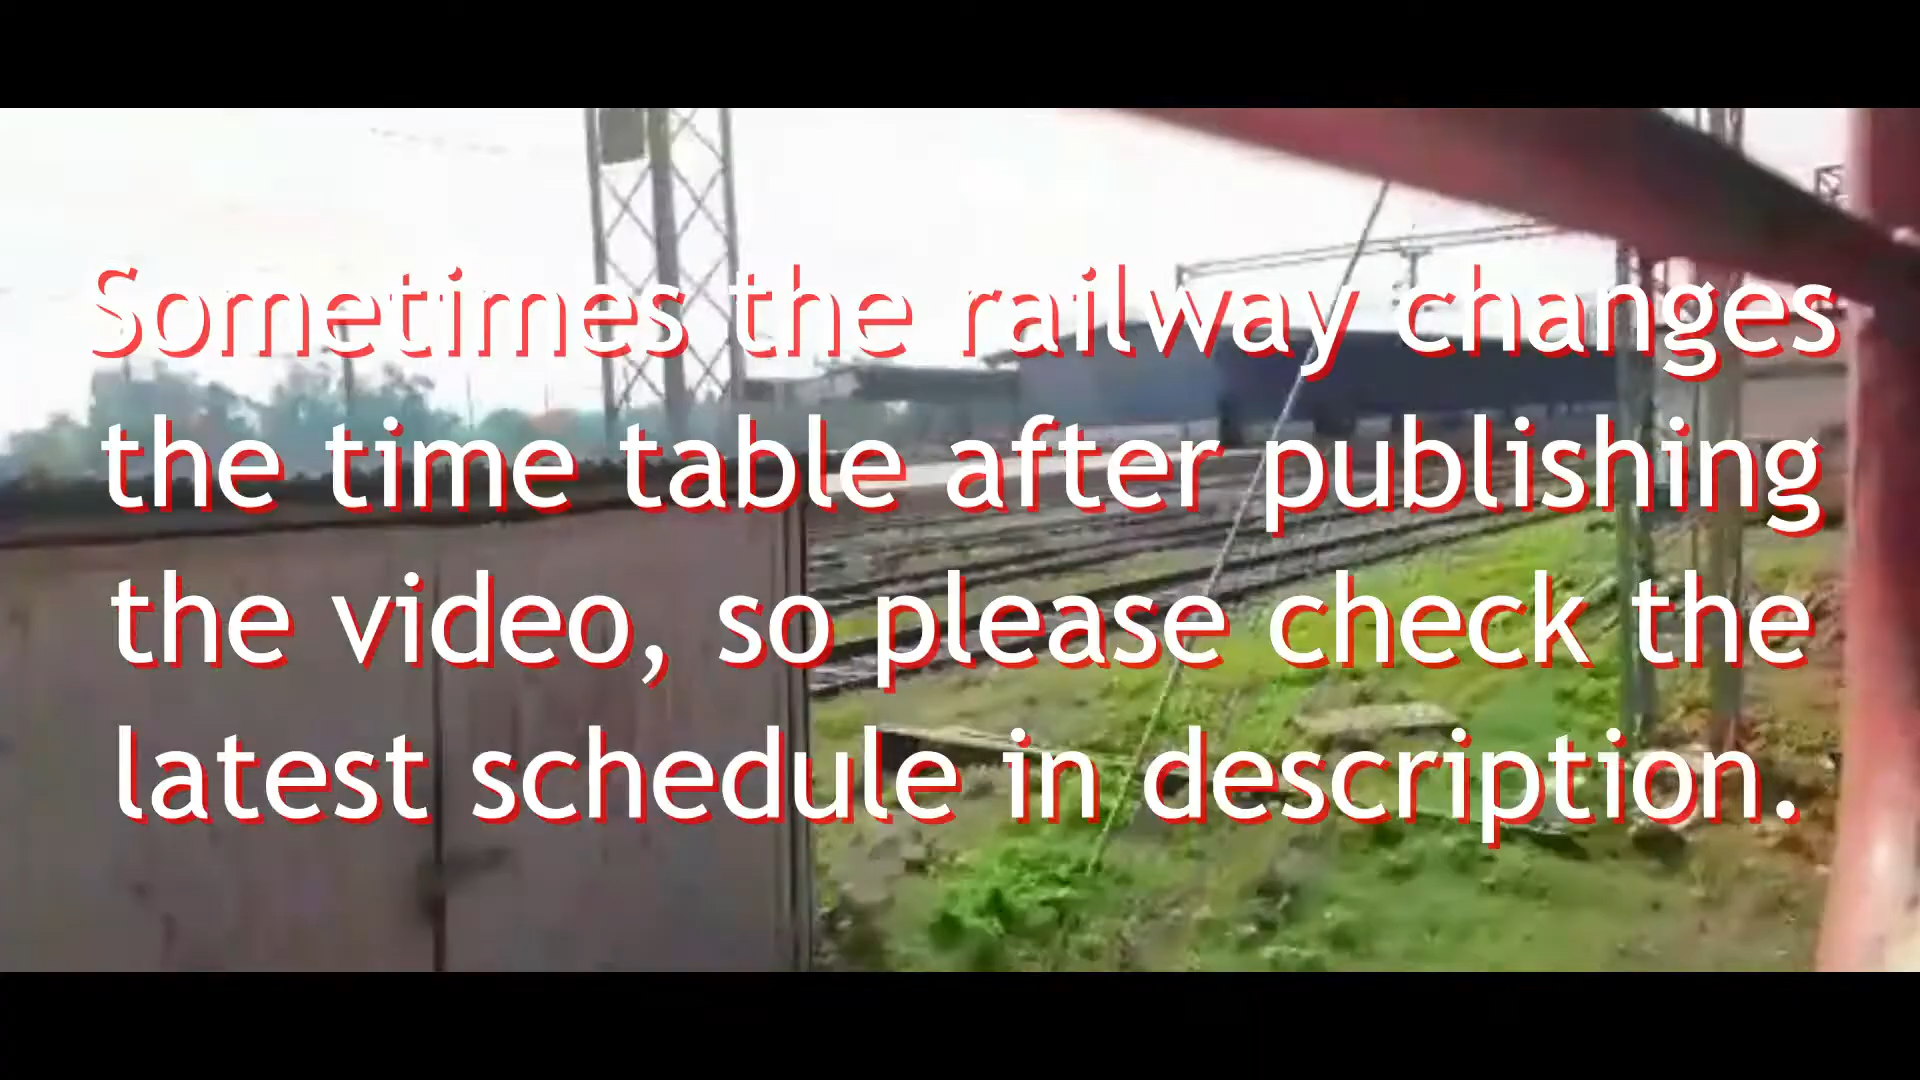 Sometimes the railway changes
the time table after publishing
the video, so please check the
latest schedule in description.